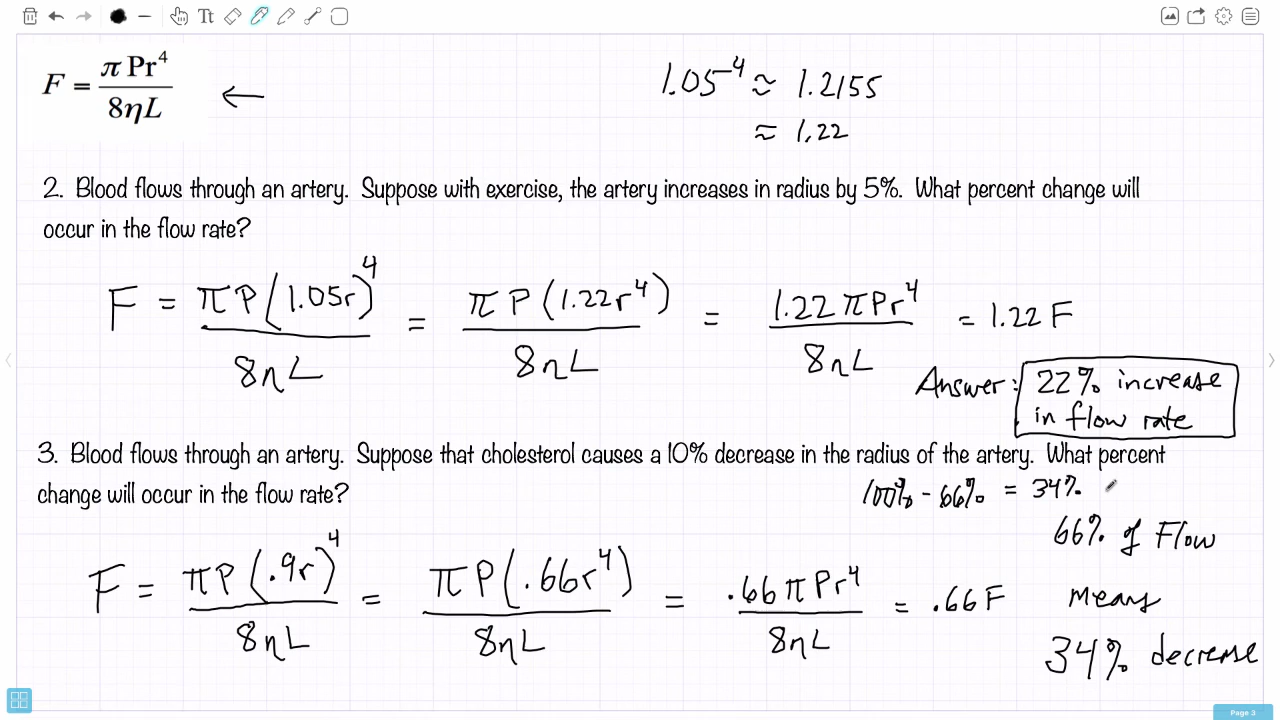 Tt
F = π Pr⁴ / 8ηL ←
1.05⁻⁴ ≈ 1.2155
≈ 1.22
2. Blood flows through an artery. Suppose with exercise, the artery increases in radius by 5%. What percent change will
occur in the flow rate?
F = πP(1.05r)⁴ / 8ηL = πP(1.22r⁴) / 8ηL = 1.22πPr⁴ / 8ηL = 1.22F
Answer: 22% increase
in flow rate
3. Blood flows through an artery. Suppose that cholesterol causes a 10% decrease in the radius of the artery. What percent
change will occur in the flow rate?
100% - 66% = 34%
66% of Flow
F = πP(.9r)⁴ / 8ηL = πP(.66r⁴) / 8ηL = .66πPr⁴ / 8ηL = .66F
means
34% decrease
Page 3